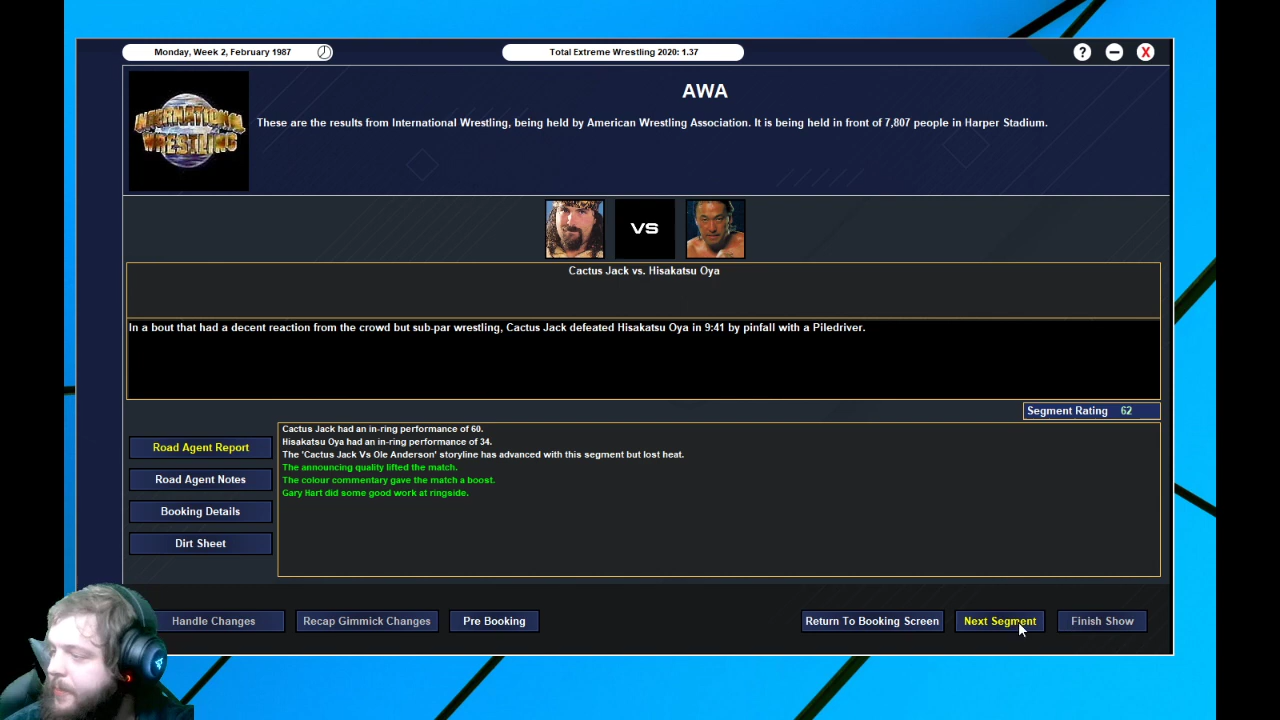 Monday, Week 2, February 1987
Total Extreme Wrestling 2020: 1.37
?
X
AWA
INTERNATIONAL
WRESTLING
These are the results from International Wrestling, being held by American Wrestling Association. It is being held in front of 7,807 people in Harper Stadium.
VS
Cactus Jack vs. Hisakatsu Oya
In a bout that had a decent reaction from the crowd but sub-par wrestling, Cactus Jack defeated Hisakatsu Oya in 9:41 by pinfall with a Piledriver.
Segment Rating 62
Road Agent Report
Road Agent Notes
Booking Details
Dirt Sheet
Cactus Jack had an in-ring performance of 60.
Hisakatsu Oya had an in-ring performance of 34.
The 'Cactus Jack Vs Ole Anderson' storyline has advanced with this segment but lost heat.
The announcing quality lifted the match.
The colour commentary gave the match a boost.
Gary Hart did some good work at ringside.
Handle Changes
Recap Gimmick Changes
Pre Booking
Return To Booking Screen
Next Segment
Finish Show